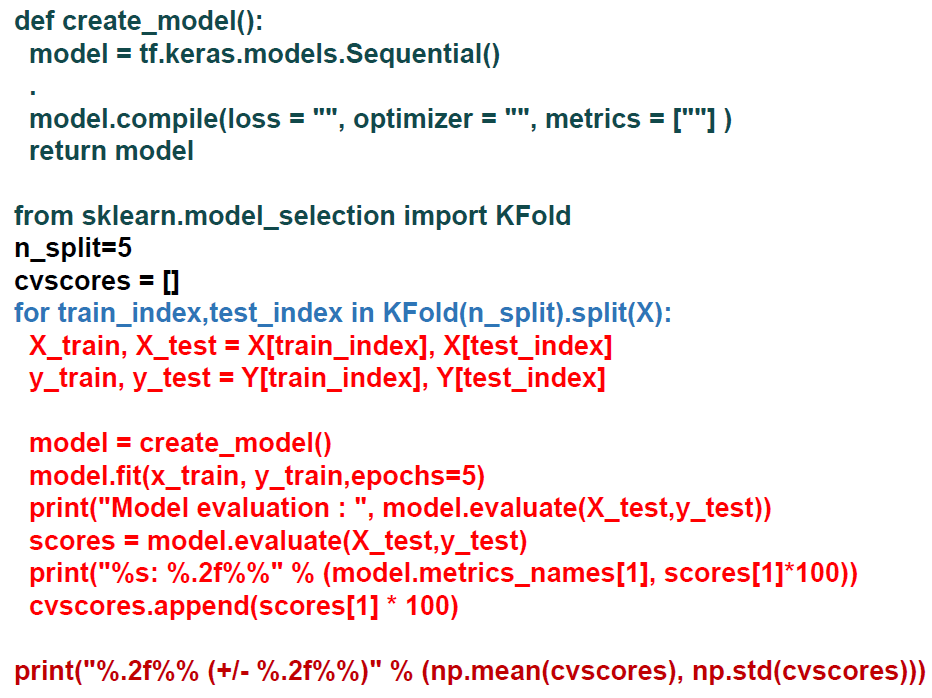 def create_model():
  model = tf.keras.models.Sequential()
  .
  model.compile(loss = "", optimizer = "", metrics = [""] )
  return model

from sklearn.model_selection import KFold
n_split=5
cvscores = []
for train_index,test_index in KFold(n_split).split(X):
  X_train, X_test = X[train_index], X[test_index]
  y_train, y_test = Y[train_index], Y[test_index]

  model = create_model()
  model.fit(x_train, y_train,epochs=5)
  print("Model evaluation : ", model.evaluate(X_test,y_test))
  scores = model.evaluate(X_test,y_test)
  print("%s: %.2f%%" % (model.metrics_names[1], scores[1]*100))
  cvscores.append(scores[1] * 100)

print("%.2f%% (+/- %.2f%%)" % (np.mean(cvscores), np.std(cvscores)))